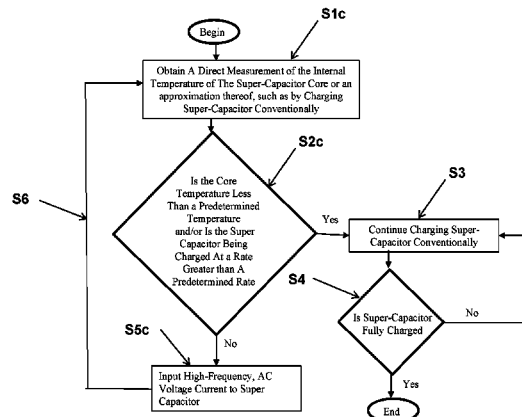 Begin
S1c
Obtain A Direct Measurement of the Internal
Temperature of The Super-Capacitor Core or an
approximation thereof, such as by Charging
Super-Capacitor Conventionally
S2c
Is the Core
Temperature Less
Than a Predetermined
Temperature
and/or Is the Super
Capacitor Being
Charged At a Rate
Greater than A
Predetermined Rate
S6
S3
Yes
Continue Charging Super-
Capacitor Conventionally
S4
Is Super-Capacitor
Fully Charged
No
S5c
No
Input High-Frequency, AC
Voltage Current to Super
Capacitor
Yes
End